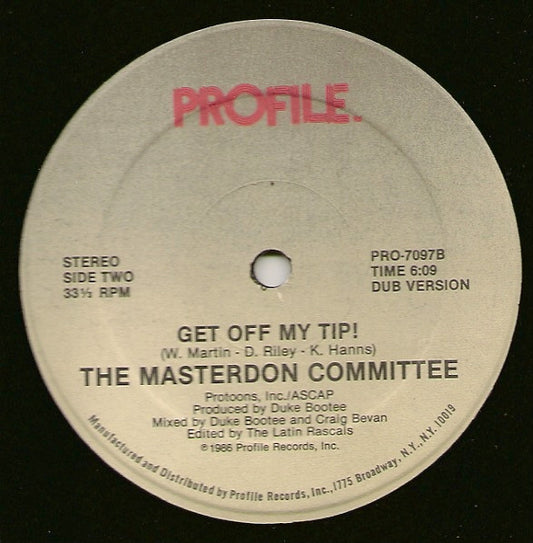 PROFILE.
STEREO
SIDE TWO
33⅓ RPM
PRO-7097B
TIME 6:09
DUB VERSION
GET OFF MY TIP!
(W. Martin - D. Riley - K. Hanns)
THE MASTERDON COMMITTEE
Protoons, Inc./ASCAP
Produced by Duke Bootee
Mixed by Duke Bootee and Craig Bevan
Edited by The Latin Rascals
℗1986 Profile Records, Inc.
Manufactured and Distributed by Profile Records, Inc., 1775 Broadway, N.Y., N.Y. 10019